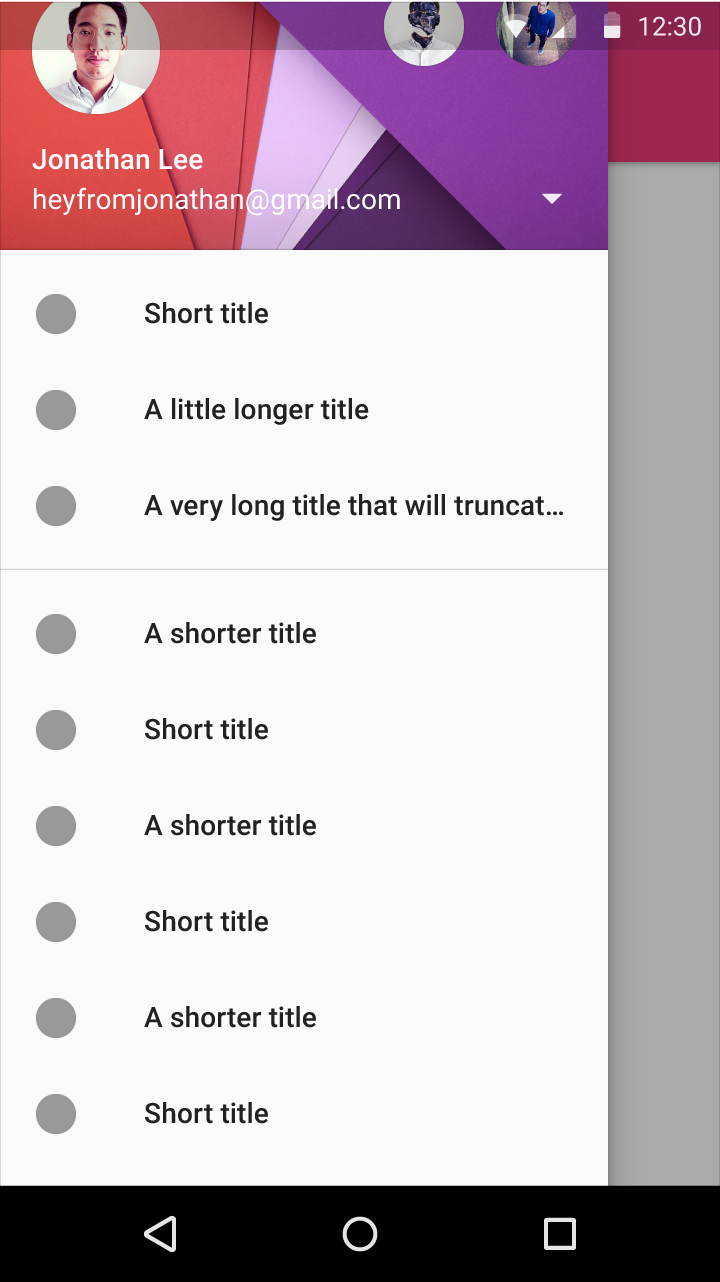 12:30
Jonathan Lee
heyfromjonathan@gmail.com
Short title
A little longer title
A very long title that will truncat...
A shorter title
Short title
A shorter title
Short title
A shorter title
Short title